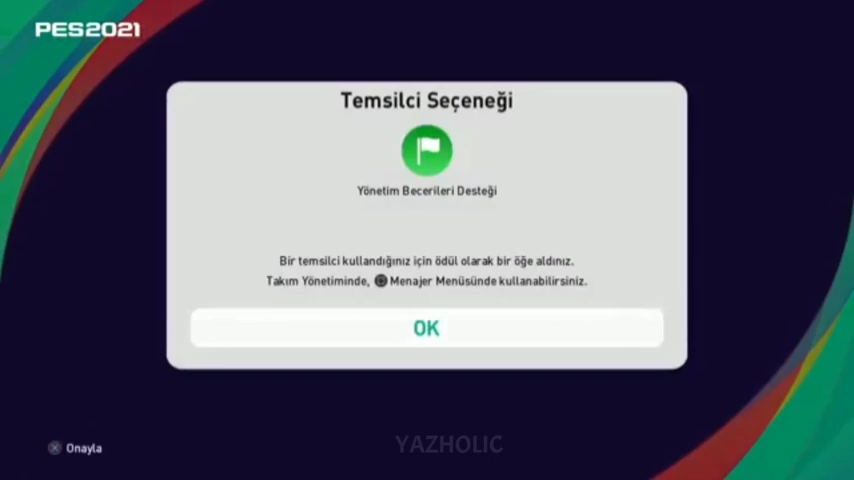 PES2021
Temsilci Seçeneği
Yönetim Becerileri Desteği
Bir temsilci kullandığınız için ödül olarak bir öğe aldınız.
Takım Yönetiminde, Menajer Menüsünde kullanabilirsiniz.
OK
Onayla
YAZHOLIC